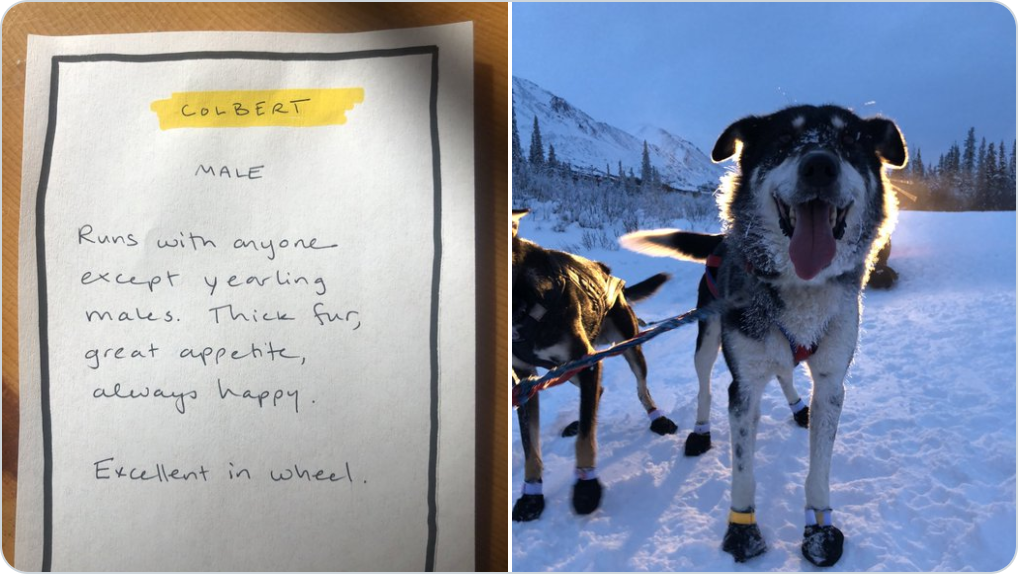 COLBERT
MALE
Runs with anyone
except yearling
males. Thick fur,
great appetite,
always happy.
Excellent in wheel.